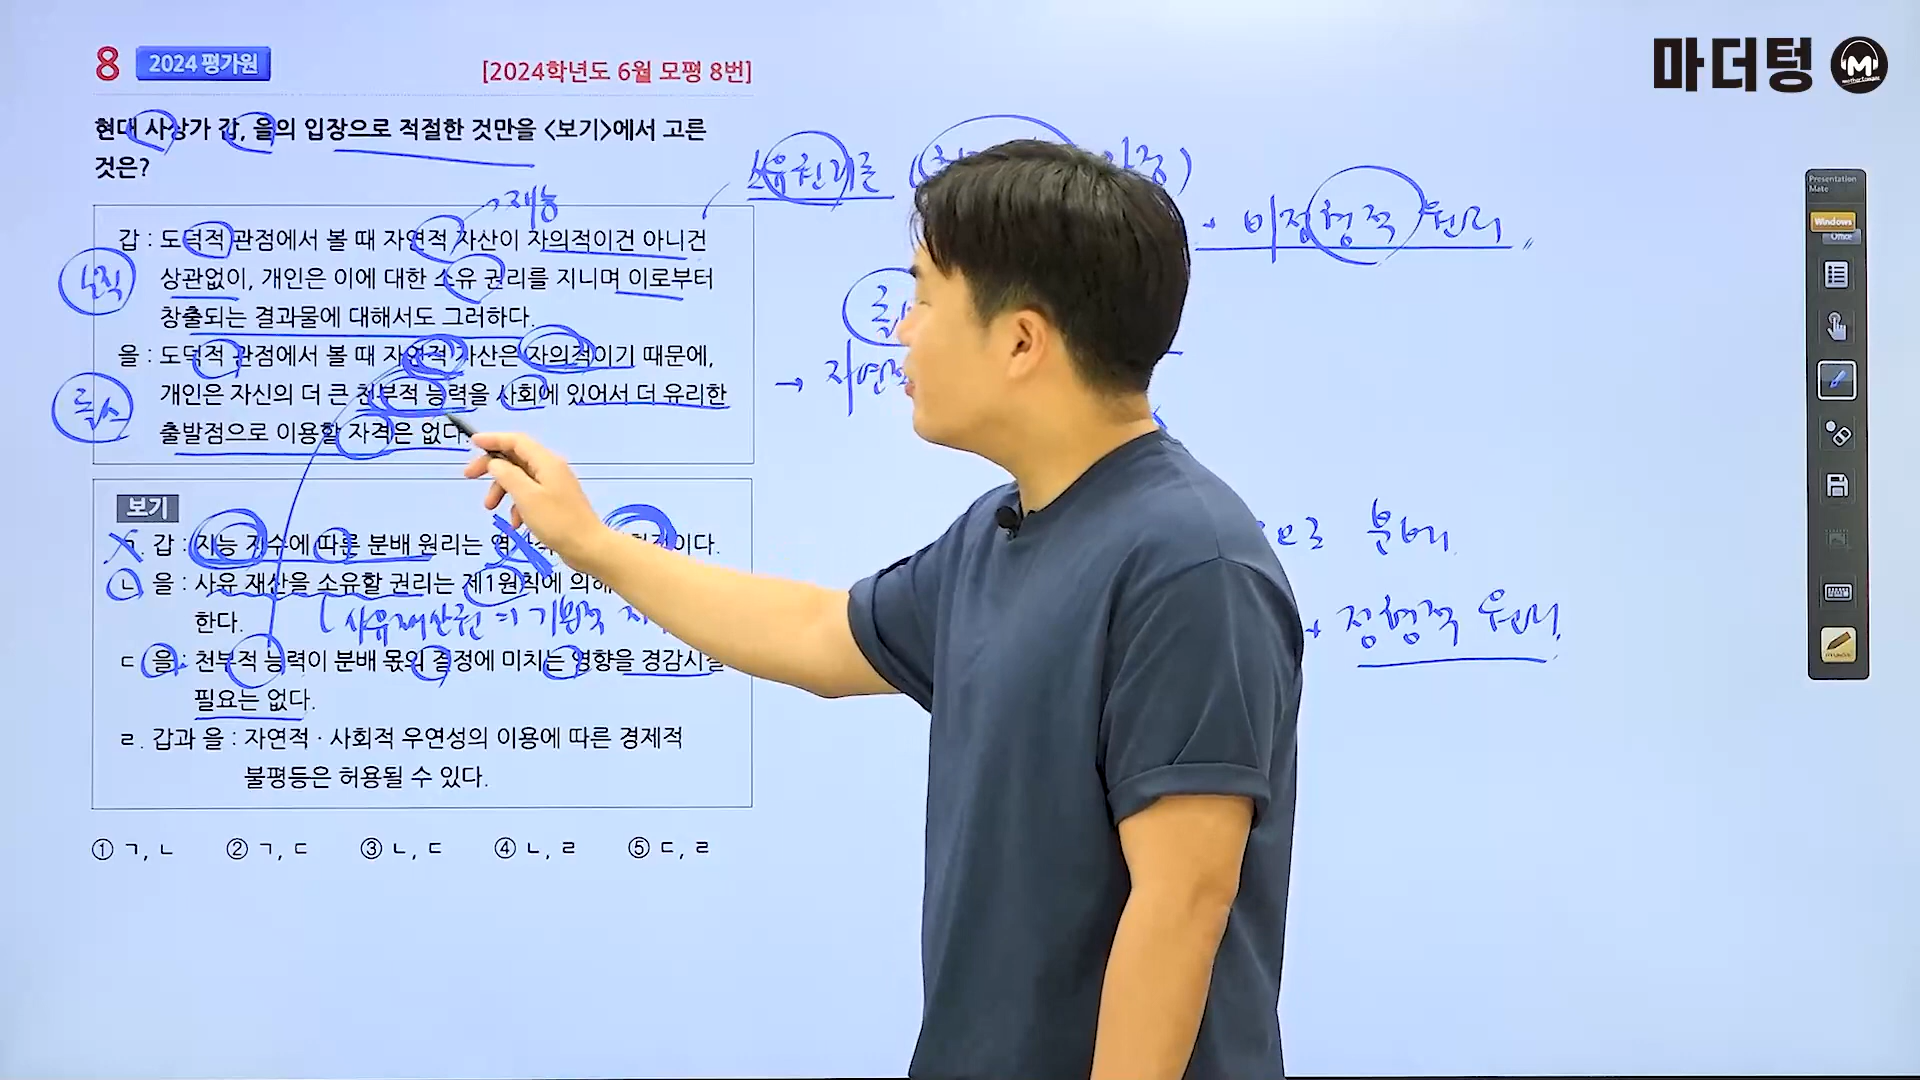 마더텅
8 2024 평가원
[2024학년도 6월 모평 8번]
현대 사상가 갑, 을의 입장으로 적절한 것만을 <보기>에서 고른
것은?
재능
갑 : 도덕적 관점에서 볼 때 자연적 자산이 자의적이건 아니건
상관없이, 개인은 이에 대한 소유 권리를 지니며 이로부터
창출되는 결과물에 대해서도 그러하다.
노직
을 : 도덕적 관점에서 볼 때 자연적 자산은 자의적이기 때문에,
개인은 자신의 더 큰 천부적 능력을 사회에 있어서 더 유리한
출발점으로 이용할 자격은 없다.
롤스
보기
ㄱ. 갑 : 지능 지수에 따른 분배 원리는 이다.
ㄴ 을 : 사유 재산을 소유할 권리는 제1원칙에 의해
한다.
사유재산권 기본적
ㄷ 을 : 천부적 능력이 분배 몫의 결정에 미치는 영향을 경감시킬
필요는 없다.
ㄹ. 갑과 을 : 자연적 · 사회적 우연성의 이용에 따른 경제적
불평등은 허용될 수 있다.
① ㄱ, ㄴ ② ㄱ, ㄷ ③ ㄴ, ㄷ ④ ㄴ, ㄹ ⑤ ㄷ, ㄹ
소유권리론
비정형적 원리
→ 자연적
으로 분배
→ 정형적 원리
Presentation
Mate
Windows
Office